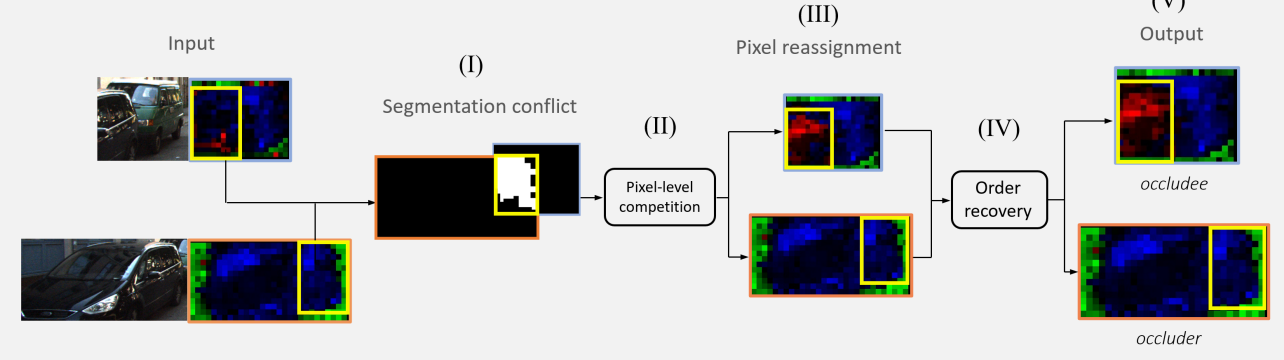 Input
(I)
Segmentation conflict
(II)
Pixel-level
competition
(III)
Pixel reassignment
(IV)
Order
recovery
(V)
Output
occludee
occluder